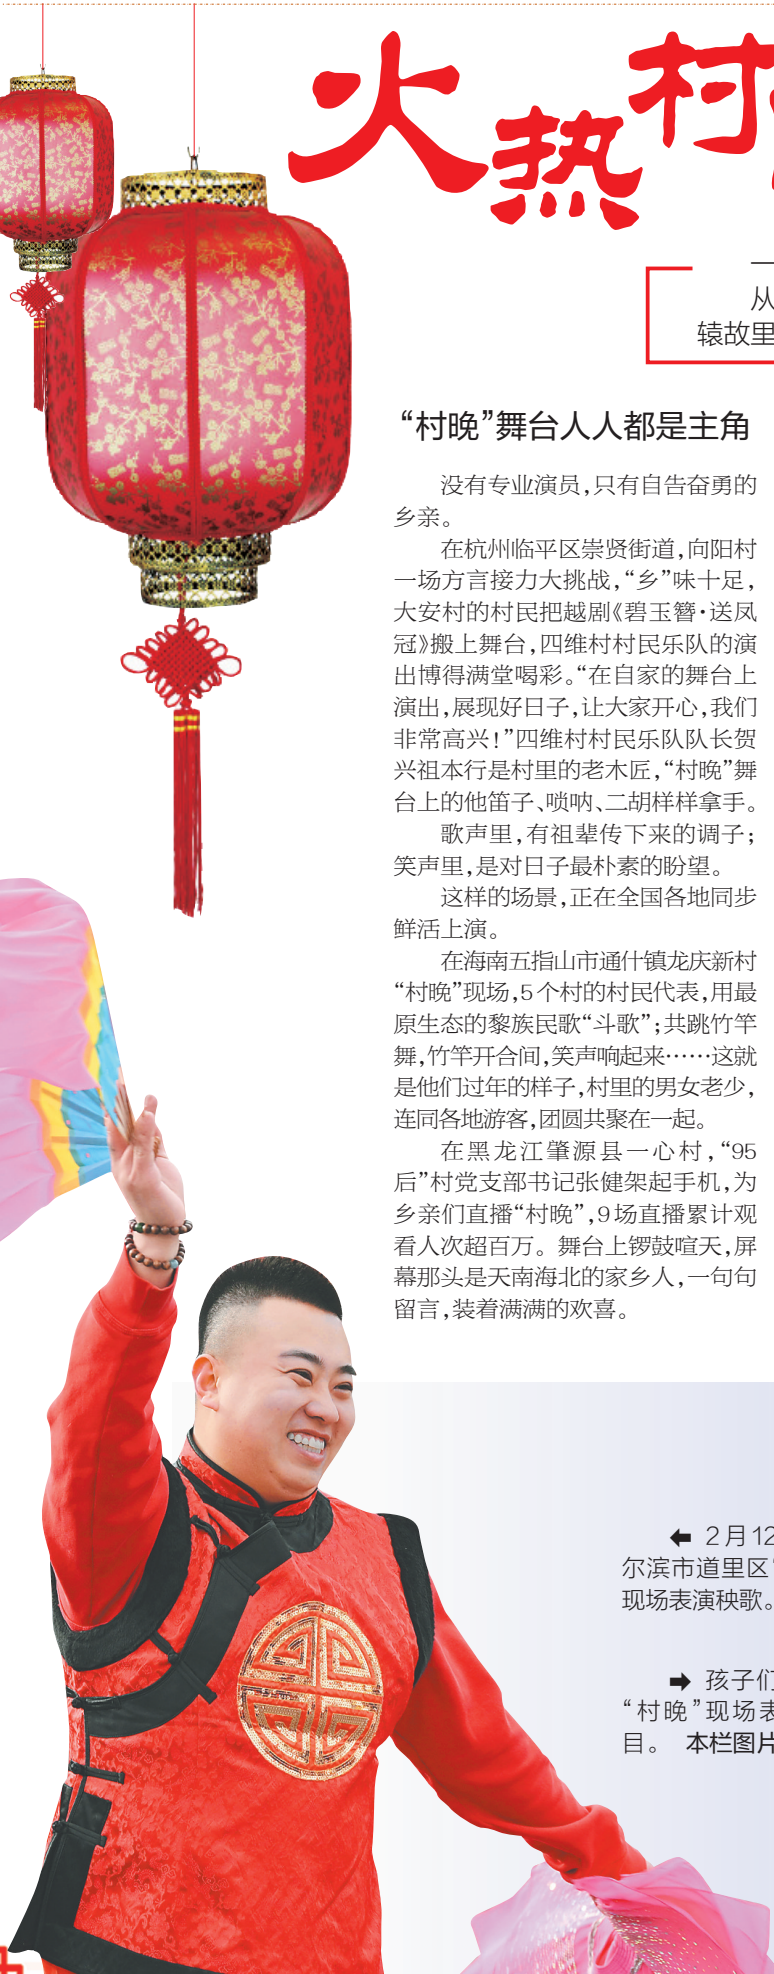 火热村
从
辕故里
“村晚”舞台人人都是主角
没有专业演员,只有自告奋勇的
乡亲。
在杭州临平区崇贤街道,向阳村
一场方言接力大挑战,“乡”味十足,
大安村的村民把越剧《碧玉簪·送凤
冠》搬上舞台,四维村村民乐队的演
出博得满堂喝彩。“在自家的舞台上
演出,展现好日子,让大家开心,我们
非常高兴!”四维村村民乐队队长贺
兴祖本行是村里的老木匠,“村晚”舞
台上的他笛子、唢呐、二胡样样拿手。
歌声里,有祖辈传下来的调子;
笑声里,是对日子最朴素的盼望。
这样的场景,正在全国各地同步
鲜活上演。
在海南五指山市通什镇龙庆新村
“村晚”现场,5个村的村民代表,用最
原生态的黎族民歌“斗歌”;共跳竹竿
舞,竹竿开合间,笑声响起来……这就
是他们过年的样子,村里的男女老少,
连同各地游客,团圆共聚在一起。
在黑龙江肇源县一心村,“95
后”村党支部书记张健架起手机,为
乡亲们直播“村晚”,9场直播累计观
看人次超百万。舞台上锣鼓喧天,屏
幕那头是天南海北的家乡人,一句句
留言,装着满满的欢喜。
← 2月12
尔滨市道里区“
现场表演秧歌。
→ 孩子们
“村晚”现场表
目。 本栏图片